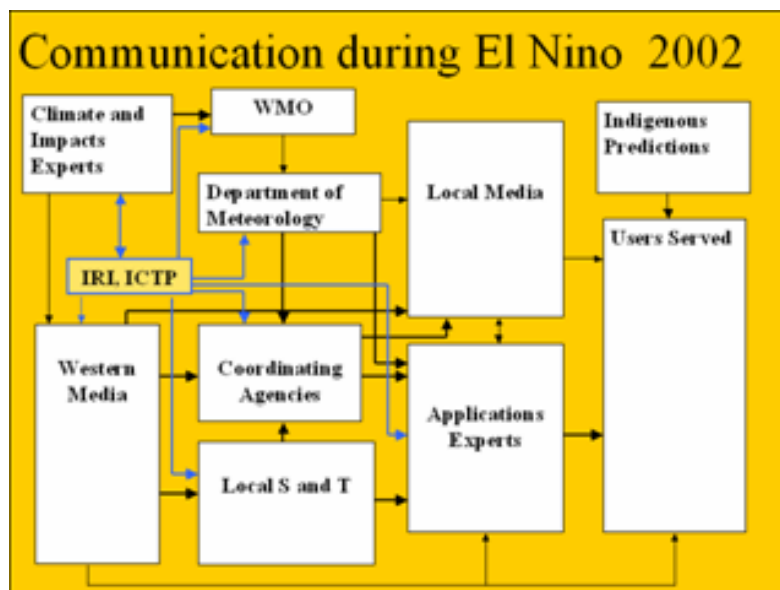 Communication during El Nino 2002
Climate and
Impacts
Experts
WMO
Indigenous
Predictions
Department of
Meteorology
Local Media
Users Served
IRI, ICTP
Western
Media
Coordinating
Agencies
Applications
Experts
Local S and T